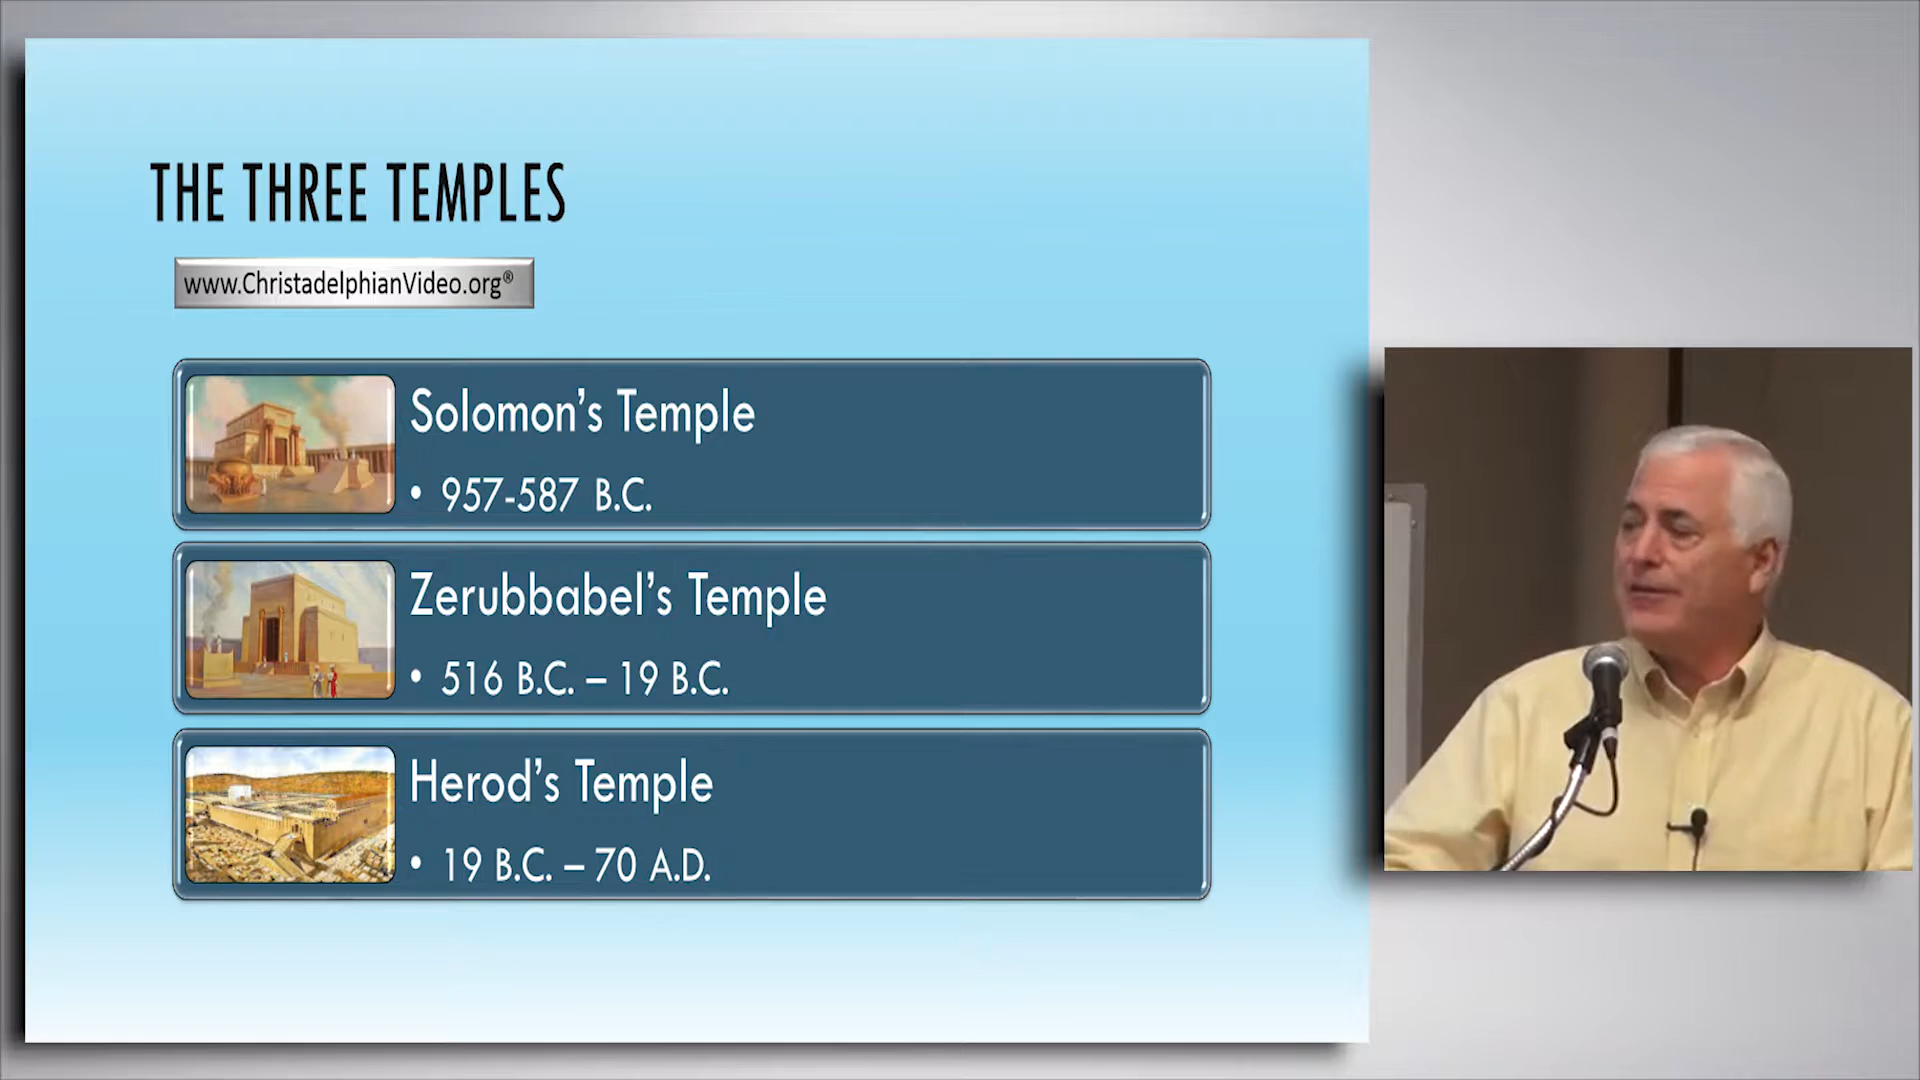 THE THREE TEMPLES
www.ChristadelphianVideo.org®
Solomon's Temple
• 957-587 B.C.
Zerubbabel's Temple
• 516 B.C. – 19 B.C.
Herod's Temple
• 19 B.C. – 70 A.D.